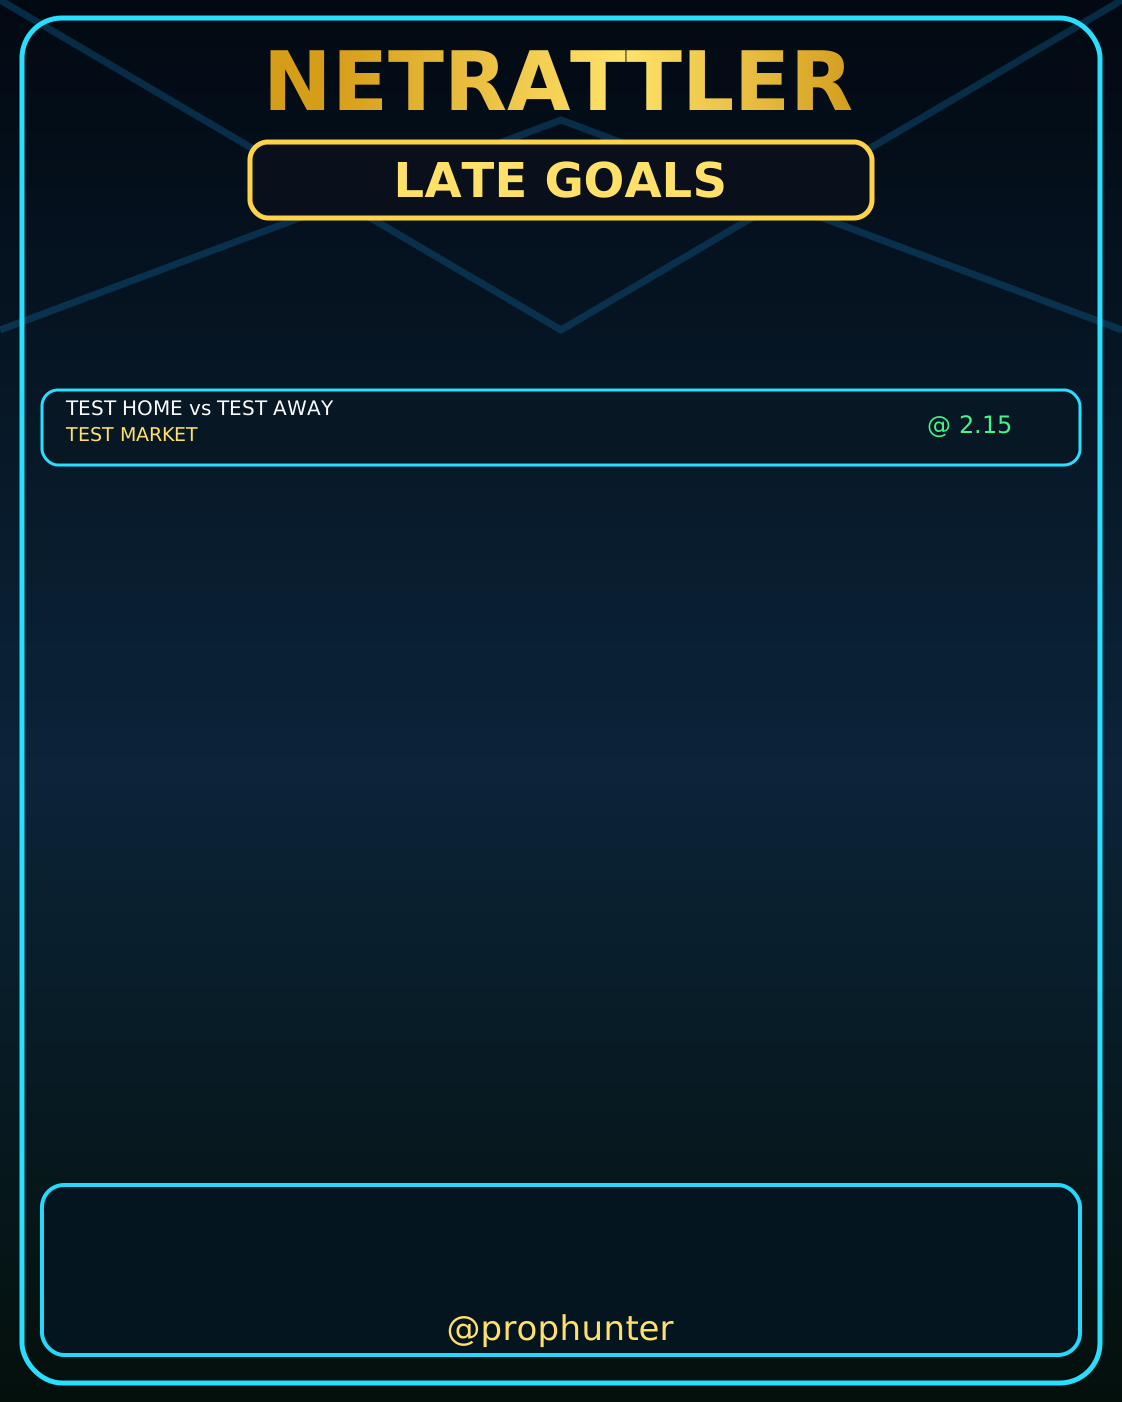 NETRATTLER
LATE GOALS
TEST HOME vs TEST AWAY
TEST MARKET
@ 2.15
@prophunter